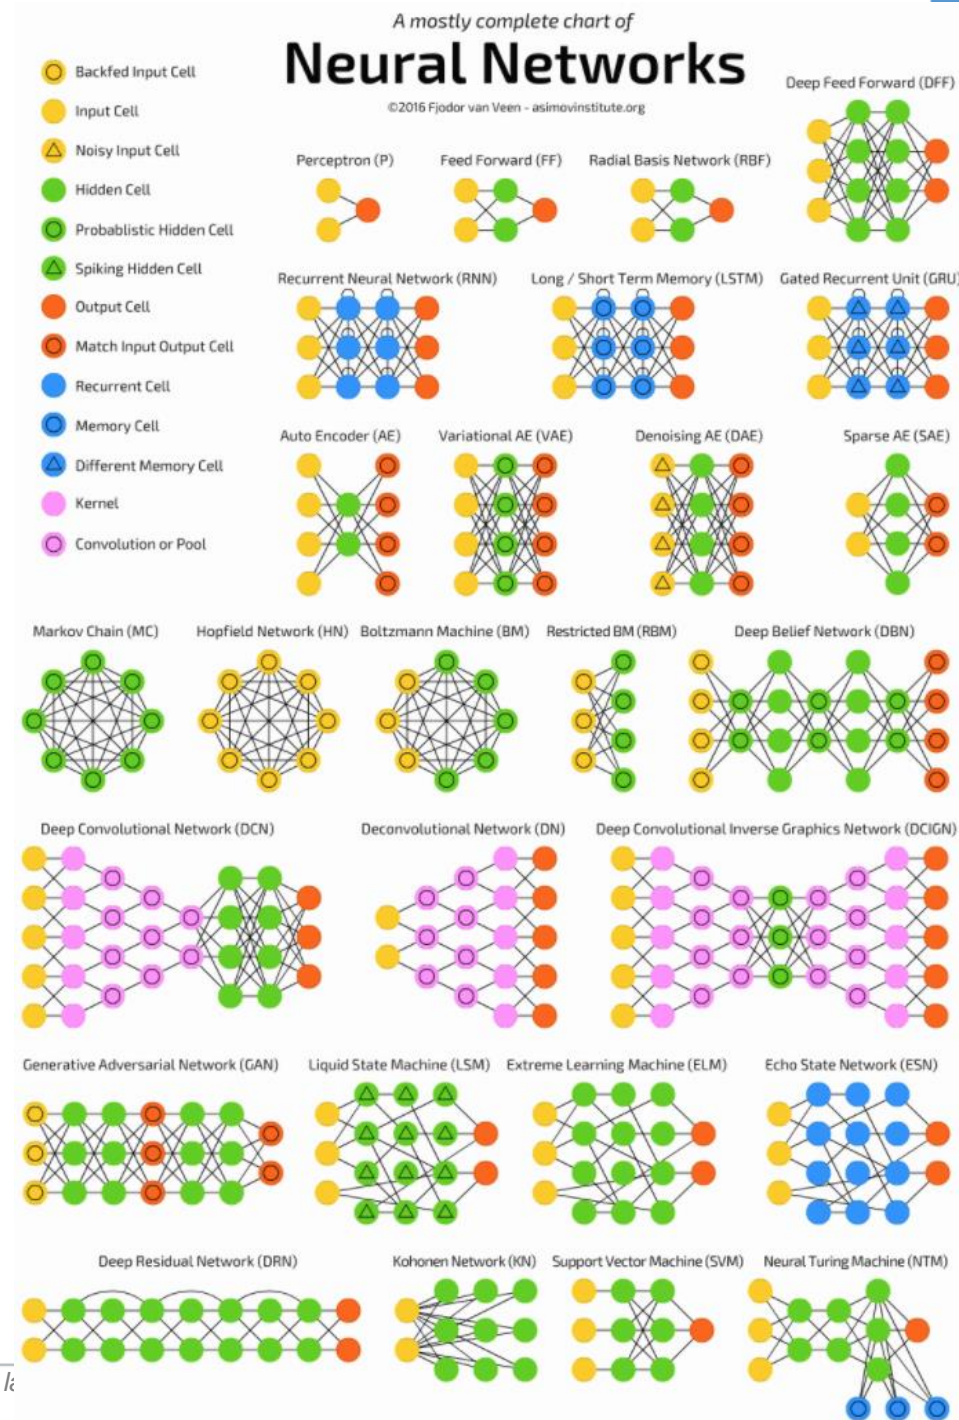 A mostly complete chart of
Neural Networks
©2016 Fjodor van Veen - asimovinstitute.org
Backfed Input Cell
Input Cell
Noisy Input Cell
Hidden Cell
Probablistic Hidden Cell
Spiking Hidden Cell
Output Cell
Match Input Output Cell
Recurrent Cell
Memory Cell
Different Memory Cell
Kernel
Convolution or Pool
Deep Feed Forward (DFF)
Perceptron (P) Feed Forward (FF) Radial Basis Network (RBF)
Recurrent Neural Network (RNN) Long / Short Term Memory (LSTM) Gated Recurrent Unit (GRU)
Auto Encoder (AE) Variational AE (VAE) Denoising AE (DAE) Sparse AE (SAE)
Markov Chain (MC) Hopfield Network (HN) Boltzmann Machine (BM) Restricted BM (RBM) Deep Belief Network (DBN)
Deep Convolutional Network (DCN) Deconvolutional Network (DN) Deep Convolutional Inverse Graphics Network (DCIGN)
Generative Adversarial Network (GAN) Liquid State Machine (LSM) Extreme Learning Machine (ELM) Echo State Network (ESN)
Deep Residual Network (DRN) Kohonen Network (KN) Support Vector Machine (SVM) Neural Turing Machine (NTM)